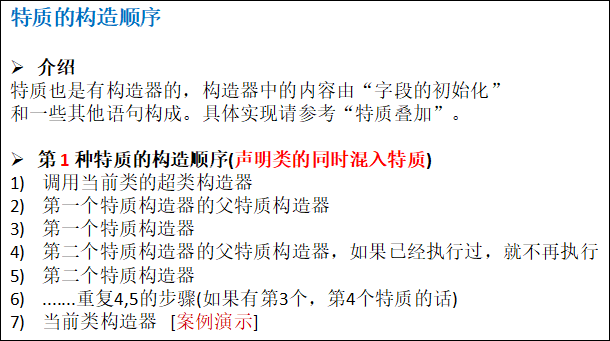 特质的构造顺序
➢ 介绍
特质也是有构造器的，构造器中的内容由“字段的初始化”
和一些其他语句构成。具体实现请参考“特质叠加”。
➢ 第1种特质的构造顺序(声明类的同时混入特质)
1) 调用当前类的超类构造器
2) 第一个特质构造器的父特质构造器
3) 第一个特质构造器
4) 第二个特质构造器的父特质构造器，如果已经执行过，就不再执行
5) 第二个特质构造器
6) .......重复4,5的步骤(如果有第3个，第4个特质的话)
7) 当前类构造器 [案例演示]